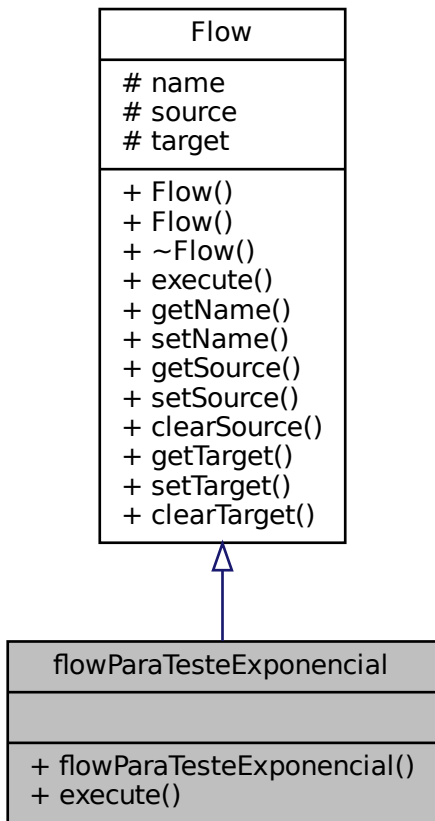 Flow
# name
# source
# target
+ Flow()
+ Flow()
+ ~Flow()
+ execute()
+ getName()
+ setName()
+ getSource()
+ setSource()
+ clearSource()
+ getTarget()
+ setTarget()
+ clearTarget()
flowParaTesteExponencial
+ flowParaTesteExponencial()
+ execute()